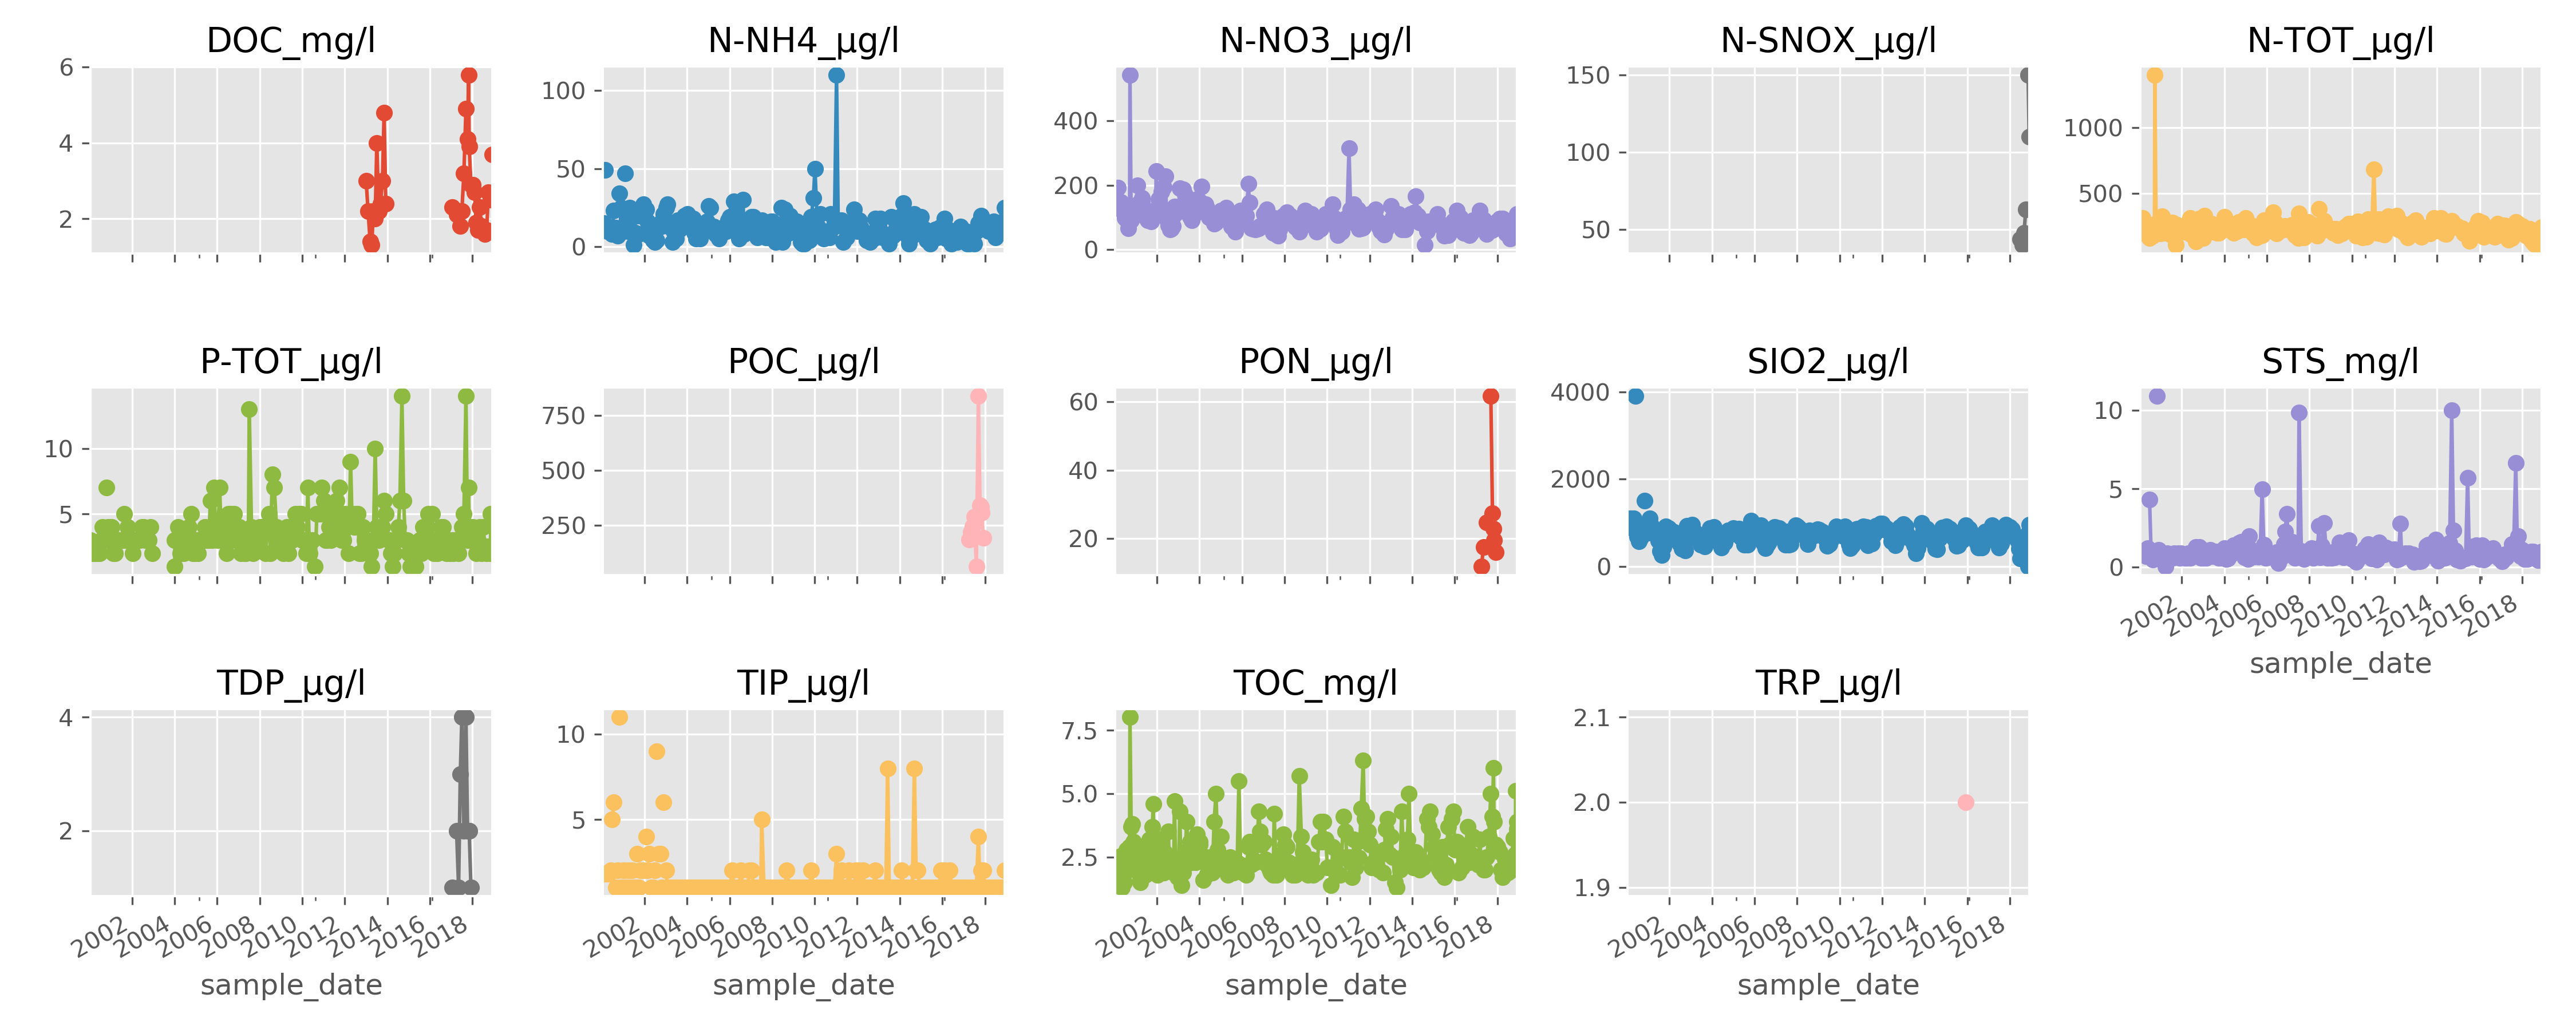 DOC_mg/l
N-NH4_µg/l
N-NO3_µg/l
N-SNOX_µg/l
N-TOT_µg/l
6
4
2
100
50
0
400
200
0
150
100
50
1000
500
P-TOT_µg/l
POC_µg/l
PON_µg/l
SIO2_µg/l
STS_mg/l
10
5
750
500
250
60
40
20
4000
2000
0
10
5
0
2002 2004 2006 2008 2010 2012 2014 2016 2018
sample_date
TDP_µg/l
TIP_µg/l
TOC_mg/l
TRP_µg/l
4
2
10
5
7.5
5.0
2.5
2.1
2.0
1.9
2002 2004 2006 2008 2010 2012 2014 2016 2018
2002 2004 2006 2008 2010 2012 2014 2016 2018
2002 2004 2006 2008 2010 2012 2014 2016 2018
2002 2004 2006 2008 2010 2012 2014 2016 2018
sample_date
sample_date
sample_date
sample_date